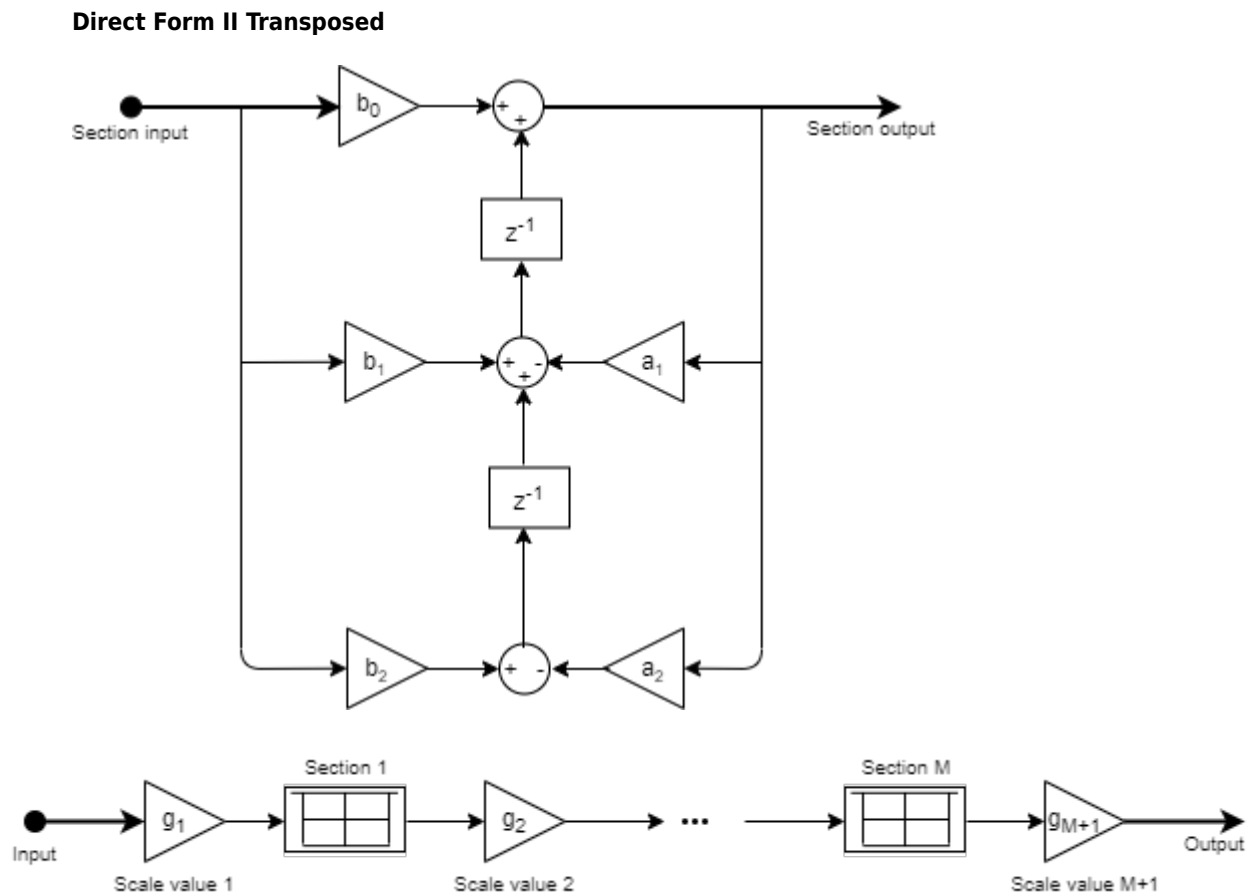 Direct Form II Transposed
b₀
+
+
Section input
Section output
z⁻¹
b₁
+
-
+
a₁
z⁻¹
b₂
+
-
a₂
Section 1
Section M
g₁
g₂
...
g_M+1
Input
Output
Scale value 1
Scale value 2
Scale value M+1